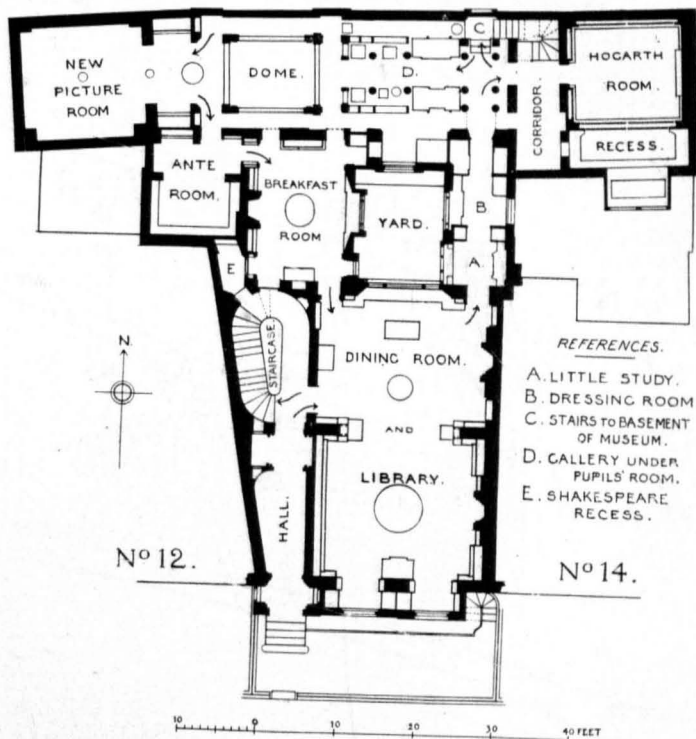 NEW
PICTURE
ROOM
DOME.
D.
C
HOGARTH
ROOM.
CORRIDOR.
RECESS.
ANTE
ROOM.
BREAKFAST
ROOM
YARD.
B.
A.
E
STAIRCASE.
DINING ROOM.
AND
LIBRARY.
HALL.
N.
REFERENCES.
A. LITTLE STUDY.
B. DRESSING ROOM
C. STAIRS TO BASEMENT
OF MUSEUM.
D. GALLERY UNDER
PUPILS' ROOM.
E. SHAKESPEARE
RECESS.
Nº 12.
Nº 14.
10 0 10 20 30 40 FEET